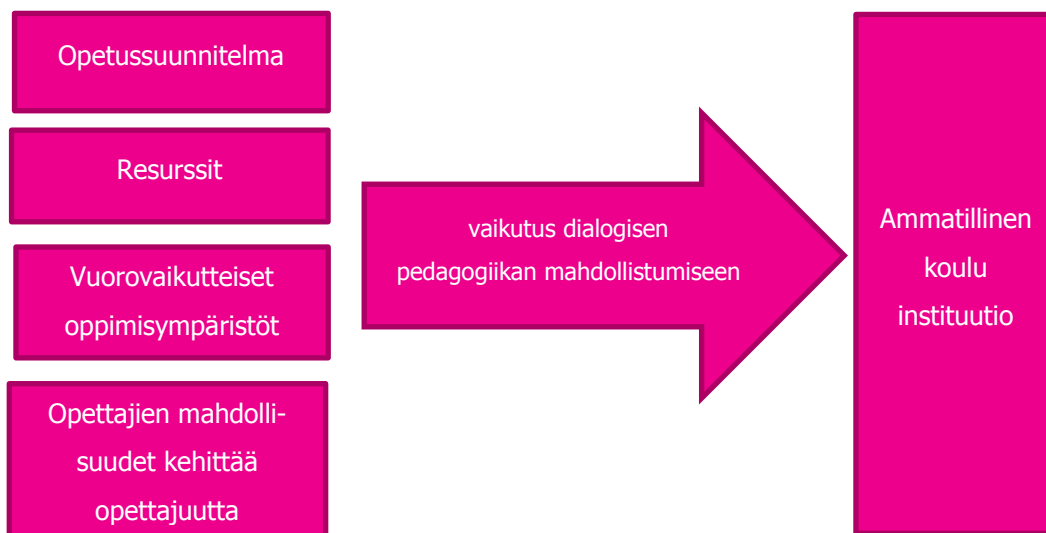 Opetussuunnitelma
Resurssit
Vuorovaikutteiset
oppimisympäristöt
Opettajien mahdolli-
suudet kehittää
opettajuutta
vaikutus dialogisen
pedagogiikan mahdollistumiseen
Ammatillinen
koulu
instituutio